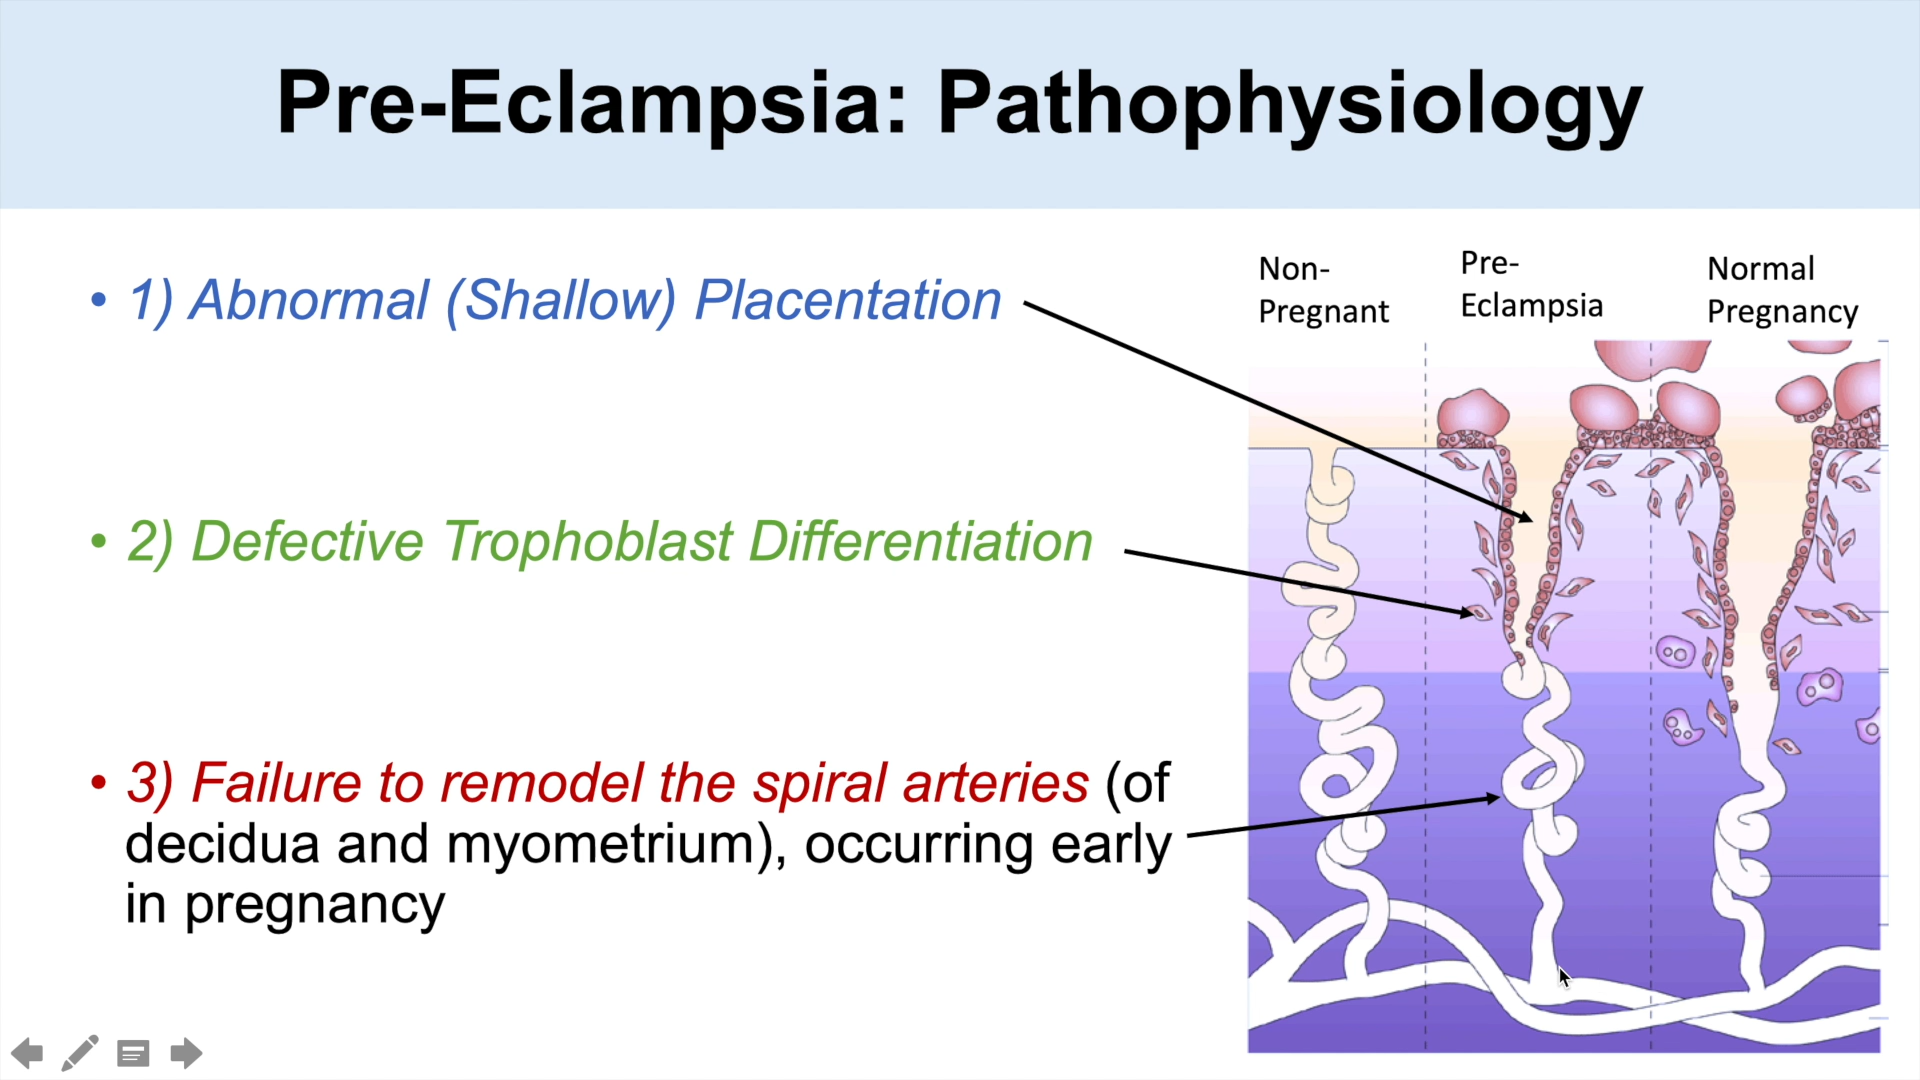 Pre-Eclampsia: Pathophysiology
• 1) Abnormal (Shallow) Placentation
• 2) Defective Trophoblast Differentiation
• 3) Failure to remodel the spiral arteries (of
decidua and myometrium), occurring early
in pregnancy
Non-
Pregnant
Pre-
Eclampsia
Normal
Pregnancy